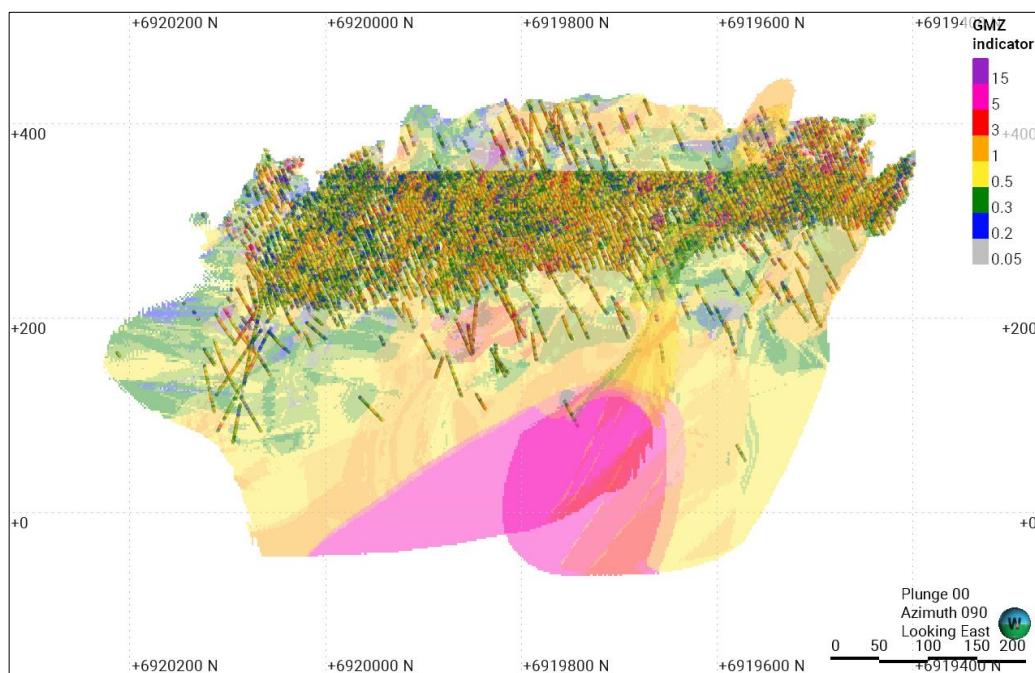 +6920200 N
+6920000 N
+6919800 N
+6919600 N
+6919400 N
GMZ
indicator
15
5
3
1
0.5
0.3
0.2
0.05
+400
+400
+200
+200
+0
+0
Plunge 00
Azimuth 090
Looking East
W
0 50 100 150 200
+6920200 N
+6920000 N
+6919800 N
+6919600 N
+6919400 N